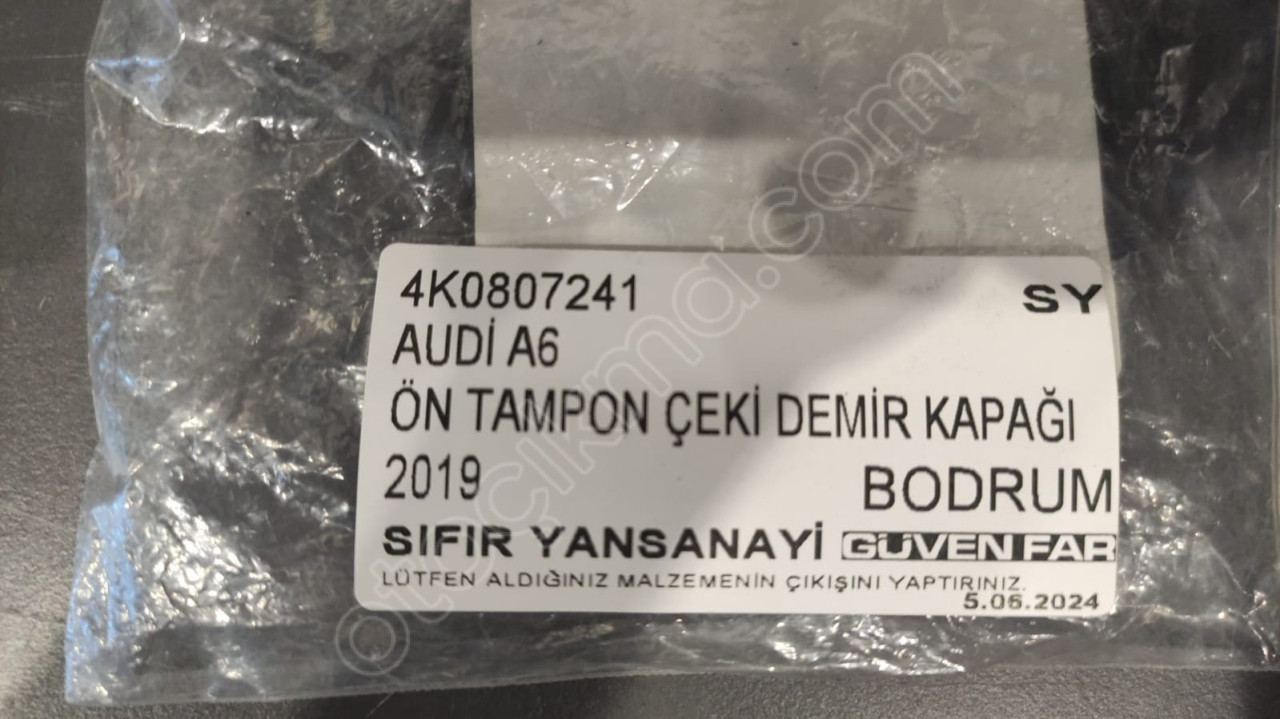 4K0807241 SY
AUDİ A6
ÖN TAMPON ÇEKİ DEMİR KAPAĞI
2019 BODRUM
SIFIR YANSANAYİ GÜVEN FAR
LÜTFEN ALDIĞINIZ MALZEMENİN ÇIKIŞINI YAPTIRINIZ.
5.06.2024
otocikma.com